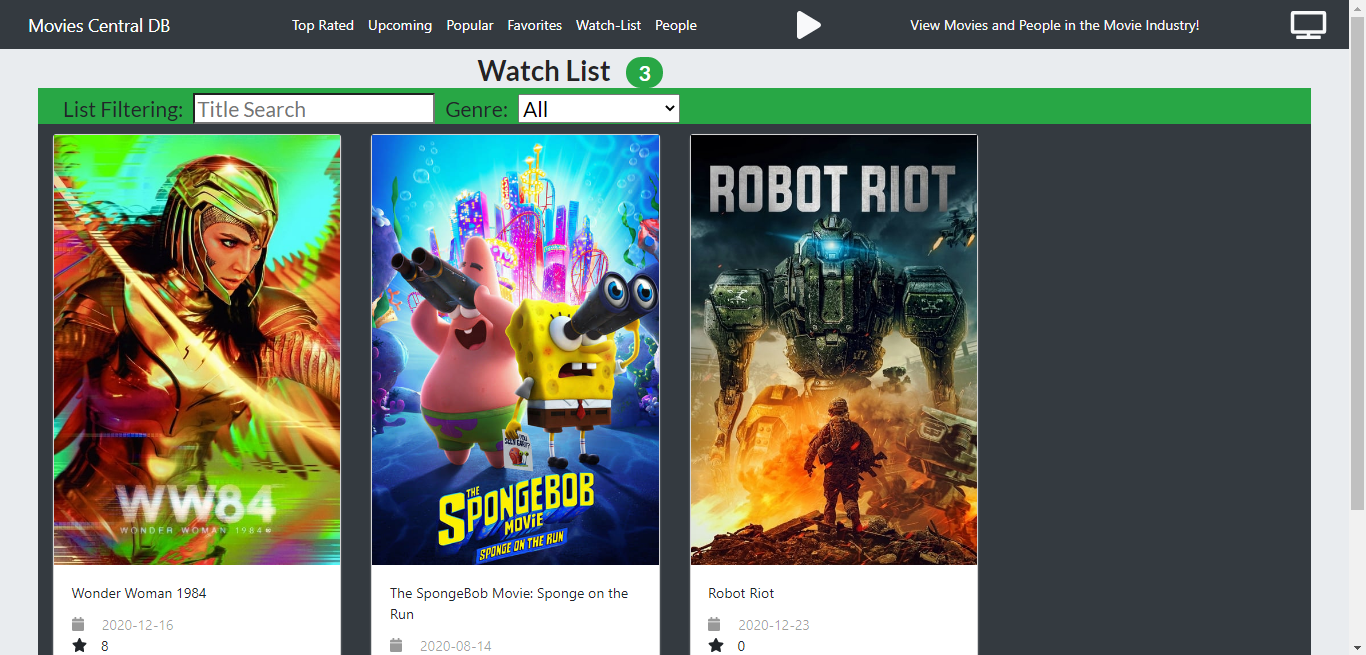 Movies Central DB Top Rated Upcoming Popular Favorites Watch-List People View Movies and People in the Movie Industry!
Watch List 3
List Filtering: Title Search Genre: All
WW84
WONDER WOMAN 1984
THE
SPONGEBOB
MOVIE
SPONGE ON THE RUN
ROBOT RIOT
Wonder Woman 1984
2020-12-16
8
The SpongeBob Movie: Sponge on the
Run
2020-08-14
Robot Riot
2020-12-23
0